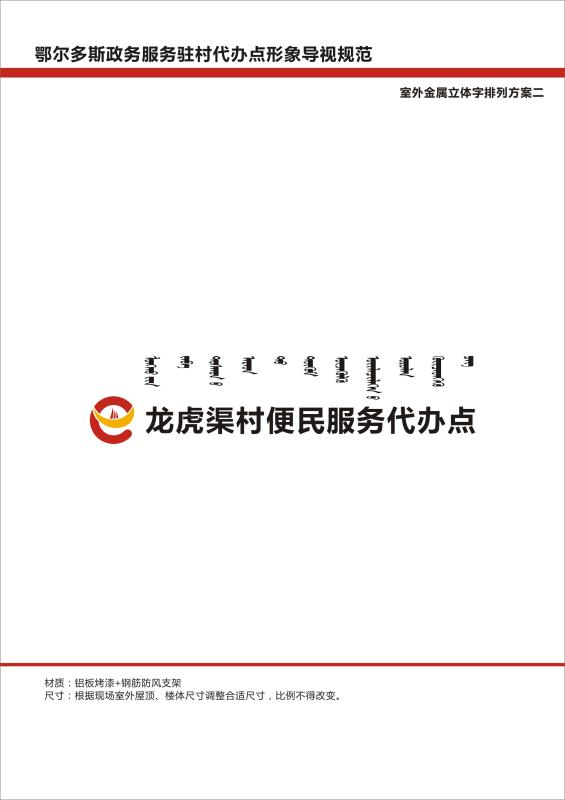 鄂尔多斯政务服务驻村代办点形象导视规范
室外金属立体字排列方案二
龙虎渠村便民服务代办点
材质：铝板烤漆+钢筋防风支架
尺寸：根据现场室外屋顶、楼体尺寸调整合适尺寸，比例不得改变。